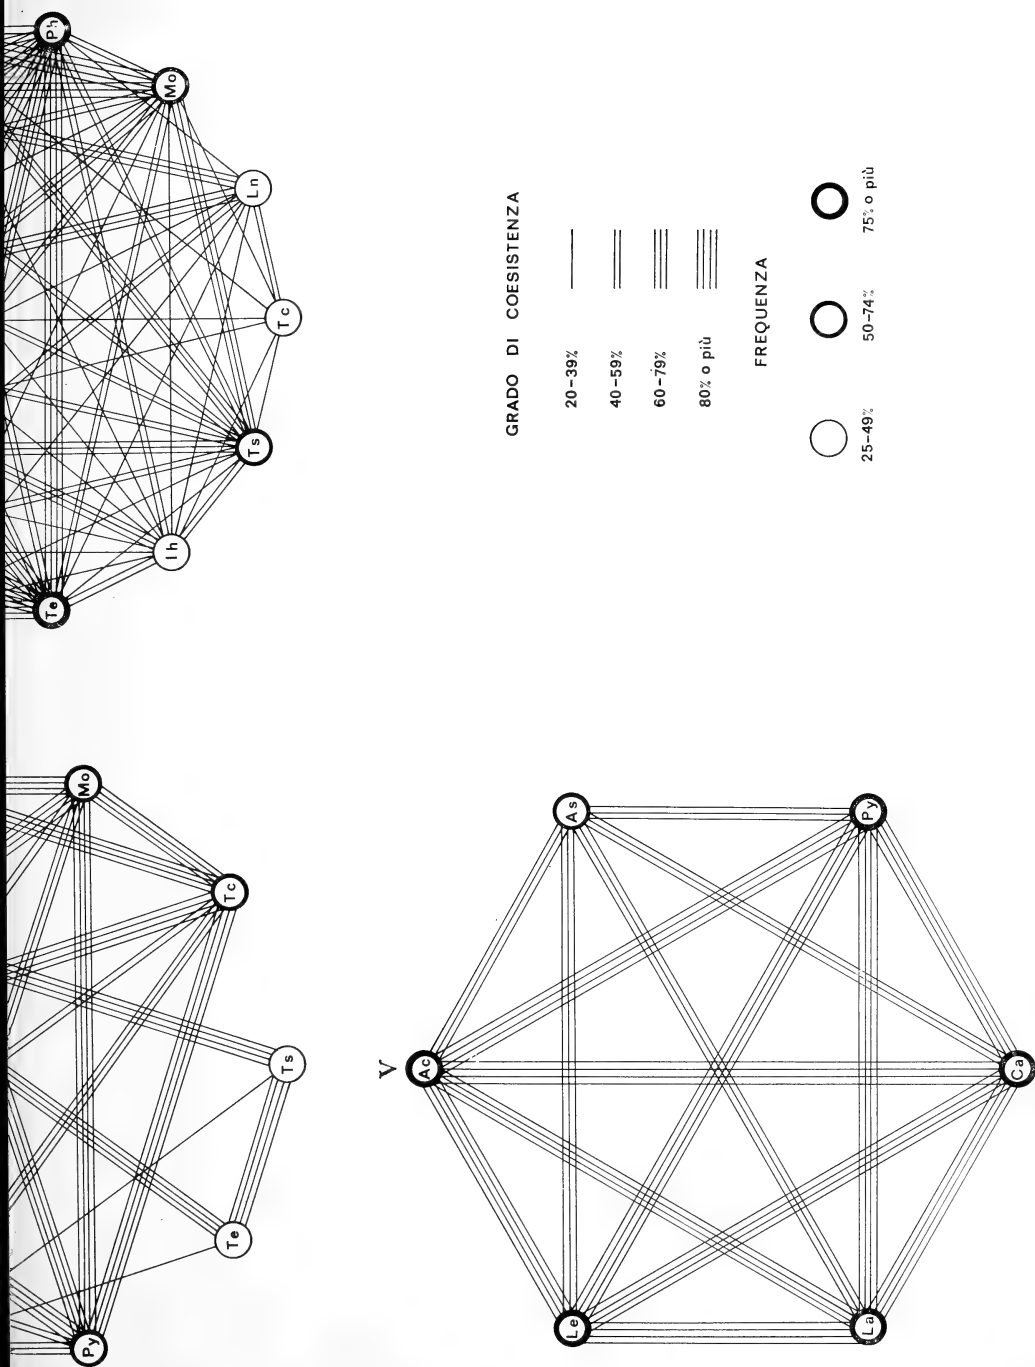 Ph
Mo
Ln
Tc
Ts
Ih
Te
Mo
Tc
Ts
Te
Py
V
Ac
As
Py
Ca
La
Le
GRADO DI COESISTENZA
20-39%
40-59%
60-79%
80% o più
FREQUENZA
25-49%
50-74%
75% o più